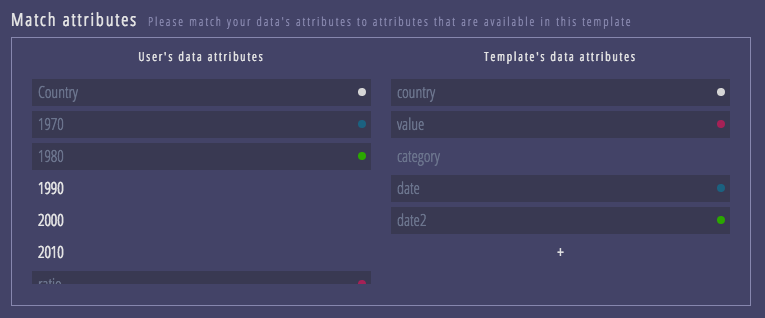 Match attributes Please match your data's attributes to attributes that are available in this template
User's data attributes
Country
1970
1980
1990
2000
2010
ratio
Template's data attributes
country
value
category
date
date2
+